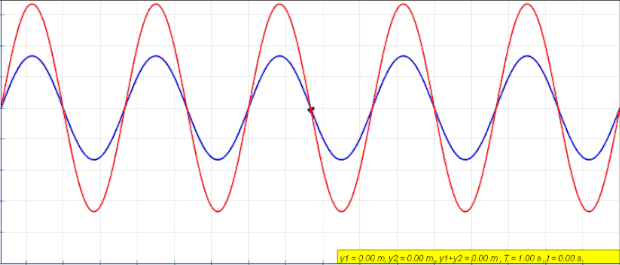 y1 = 0.00 m, y2 = 0.00 m, y1+y2 = 0.00 m , T = 1.00 s , t = 0.00 s,